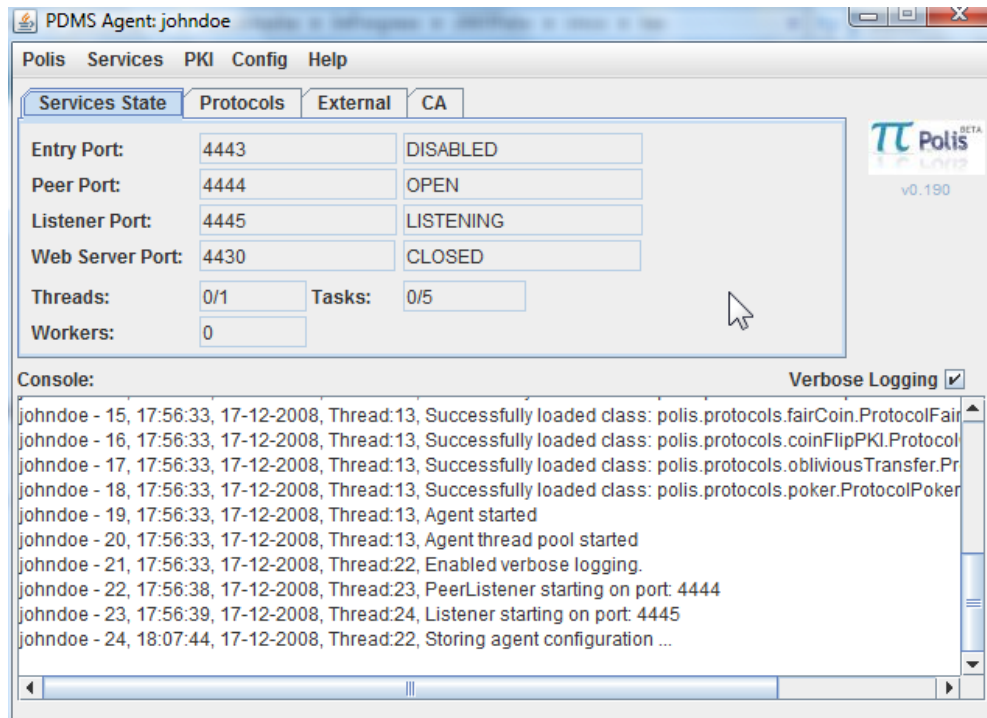 PDMS Agent: johndoe
Polis Services PKI Config Help
Services State Protocols External CA
Entry Port: 4443 DISABLED
Peer Port: 4444 OPEN
Listener Port: 4445 LISTENING
Web Server Port: 4430 CLOSED
Threads: 0/1 Tasks: 0/5
Workers: 0
Polis BETA
v0.190
Console: Verbose Logging
johndoe - 15, 17:56:33, 17-12-2008, Thread:13, Successfully loaded class: polis.protocols.fairCoin.ProtocolFair
johndoe - 16, 17:56:33, 17-12-2008, Thread:13, Successfully loaded class: polis.protocols.coinFlipPKI.Protocol
johndoe - 17, 17:56:33, 17-12-2008, Thread:13, Successfully loaded class: polis.protocols.obliviousTransfer.Pr
johndoe - 18, 17:56:33, 17-12-2008, Thread:13, Successfully loaded class: polis.protocols.poker.ProtocolPoker
johndoe - 19, 17:56:33, 17-12-2008, Thread:13, Agent started
johndoe - 20, 17:56:33, 17-12-2008, Thread:13, Agent thread pool started
johndoe - 21, 17:56:33, 17-12-2008, Thread:22, Enabled verbose logging.
johndoe - 22, 17:56:38, 17-12-2008, Thread:23, PeerListener starting on port: 4444
johndoe - 23, 17:56:39, 17-12-2008, Thread:24, Listener starting on port: 4445
johndoe - 24, 18:07:44, 17-12-2008, Thread:22, Storing agent configuration ...